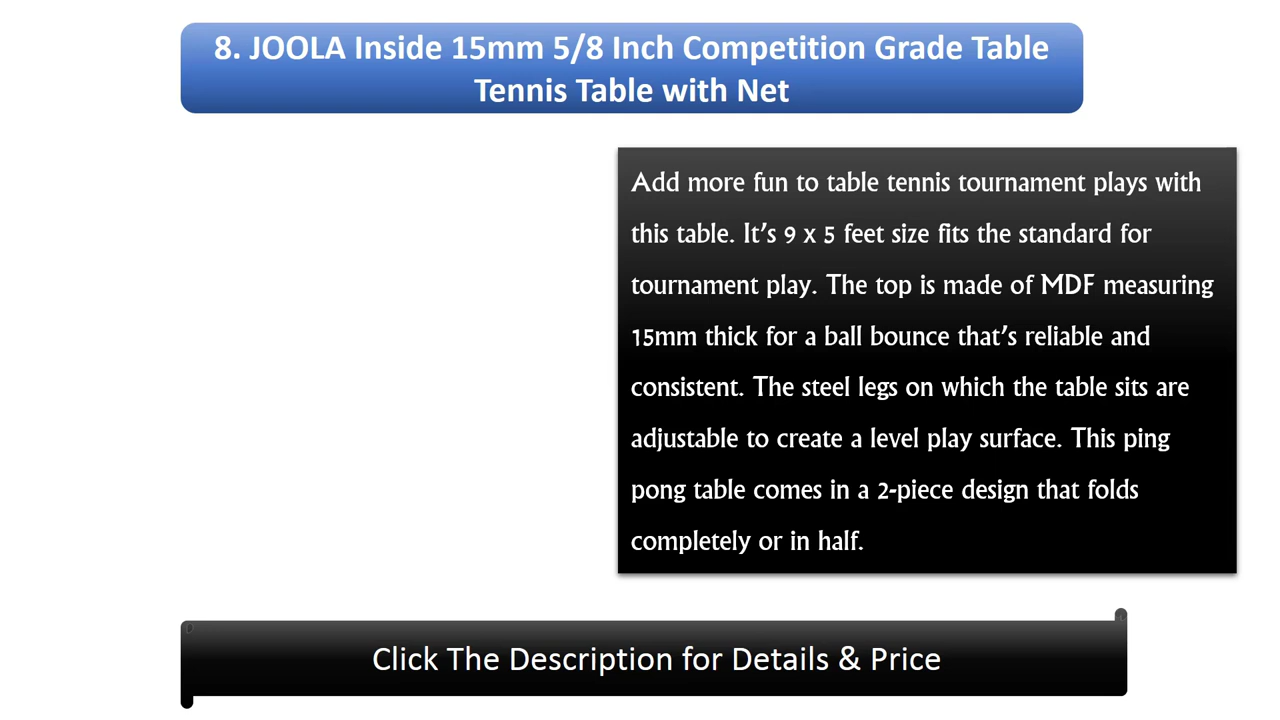 8. JOOLA Inside 15mm 5/8 Inch Competition Grade Table
Tennis Table with Net
Add more fun to table tennis tournament plays with
this table. It's 9 x 5 feet size fits the standard for
tournament play. The top is made of MDF measuring
15mm thick for a ball bounce that's reliable and
consistent. The steel legs on which the table sits are
adjustable to create a level play surface. This ping
pong table comes in a 2-piece design that folds
completely or in half.
Click The Description for Details & Price